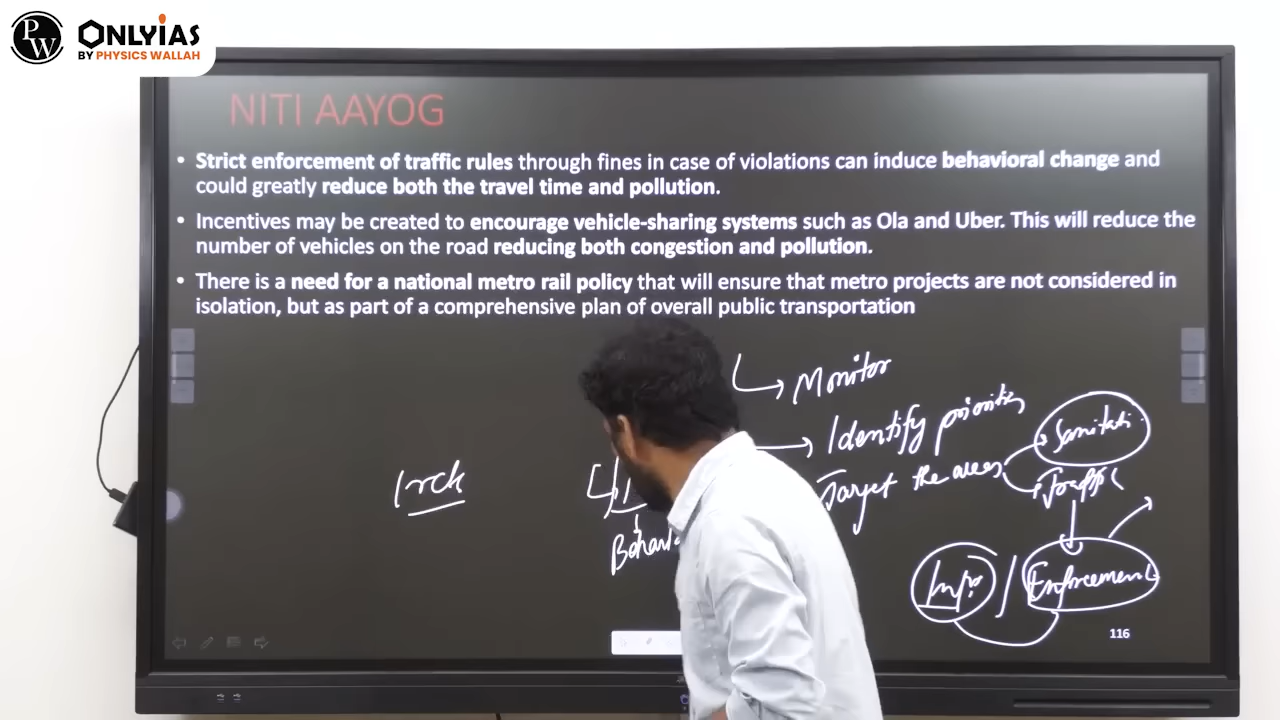 PW
ONLYIAS
BY PHYSICS WALLAH
NITI AAYOG
• Strict enforcement of traffic rules through fines in case of violations can induce behavioral change and
could greatly reduce both the travel time and pollution.
• Incentives may be created to encourage vehicle-sharing systems such as Ola and Uber. This will reduce the
number of vehicles on the road reducing both congestion and pollution.
• There is a need for a national metro rail policy that will ensure that metro projects are not considered in
isolation, but as part of a comprehensive plan of overall public transportation
Monitor
Identify priorities
Target the areas
Sanitati
Traffic
Enforcement
116